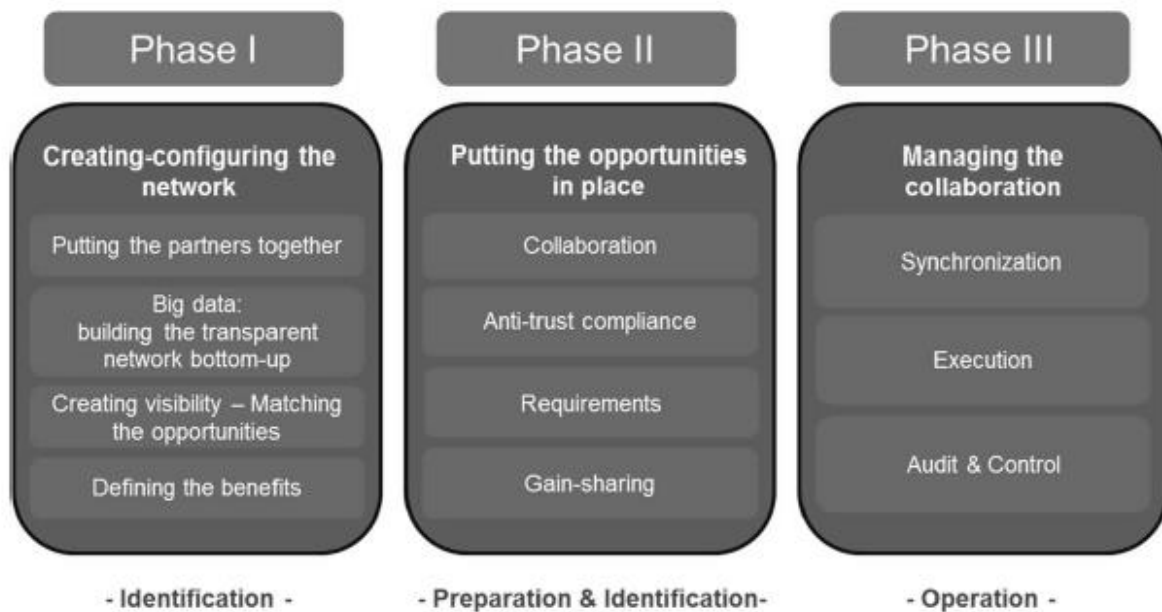 Phase I
Creating-configuring the
network
Putting the partners together
Big data:
building the transparent
network bottom-up
Creating visibility – Matching
the opportunities
Defining the benefits
- Identification -
Phase II
Putting the opportunities
in place
Collaboration
Anti-trust compliance
Requirements
Gain-sharing
- Preparation & Identification-
Phase III
Managing the
collaboration
Synchronization
Execution
Audit & Control
- Operation -